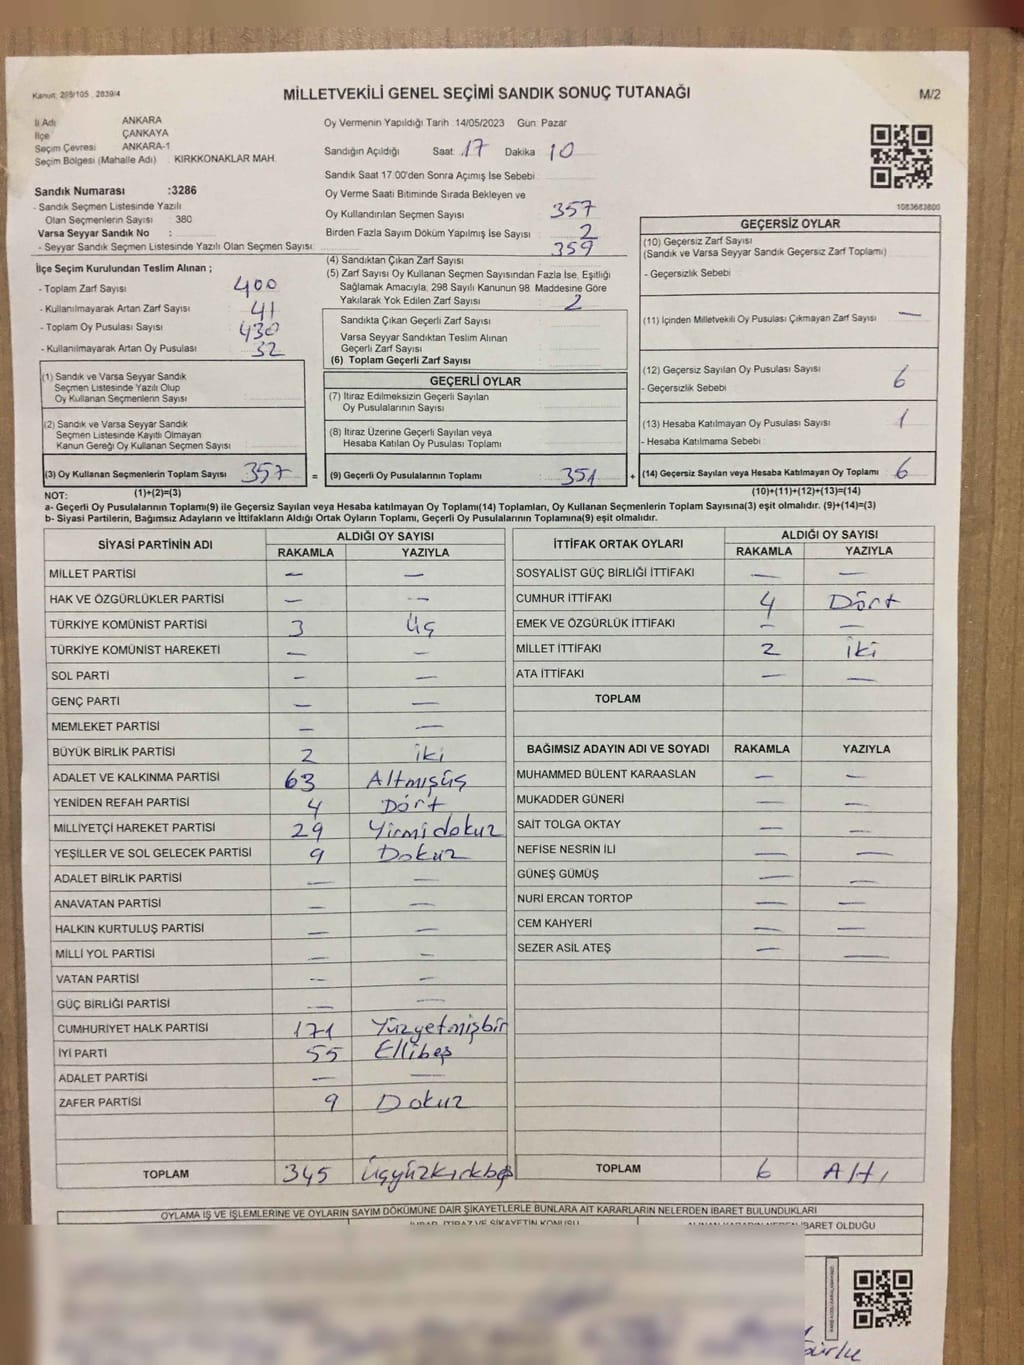 Kanun: 298/105 , 2839/4
MİLLETVEKİLİ GENEL SEÇİMİ SANDIK SONUÇ TUTANAĞI
M/2
İl Adı ANKARA
İlçe ÇANKAYA
Seçim Çevresi ANKARA-1
Seçim Bölgesi (Mahalle Adı) : KIRKKONAKLAR MAH.
Sandık Numarası :3286
- Sandık Seçmen Listesinde Yazılı
Olan Seçmenlerin Sayısı : 380
Varsa Seyyar Sandık No :
- Seyyar Sandık Seçmen Listesinde Yazılı Olan Seçmen Sayısı:
Oy Vermenin Yapıldığı Tarih :14/05/2023 Gün: Pazar
Sandığın Açıldığı Saat: 17 Dakika 10
Sandık Saat 17.00'den Sonra Açımış İse Sebebi
Oy Verme Saati Bitiminde Sırada Bekleyen ve
Oy Kullandırılan Seçmen Sayısı 357
Birden Fazla Sayım Döküm Yapılmış İse Sayısı 2
1083683800
İlçe Seçim Kurulundan Teslim Alınan ;
- Toplam Zarf Sayısı 400
- Kullanılmayarak Artan Zarf Sayısı 41
- Toplam Oy Pusulası Sayısı 430
- Kullanılmayarak Artan Oy Pusulası 32
(4) Sandıktan Çıkan Zarf Sayısı 359
(5) Zarf Sayısı Oy Kullanan Seçmen Sayısından Fazla İse, Eşitliği
Sağlamak Amacıyla, 298 Sayılı Kanunun 98. Maddesine Göre
Yakılarak Yok Edilen Zarf Sayısı 2
Sandıkta Çıkan Geçerli Zarf Sayısı
Varsa Seyyar Sandıktan Teslim Alınan
Geçerli Zarf Sayısı
(6) Toplam Geçerli Zarf Sayısı
GEÇERSİZ OYLAR
(10) Geçersiz Zarf Sayısı
(Sandık ve Varsa Seyyar Sandık Geçersiz Zarf Toplamı)
- Geçersizlik Sebebi
(11) İçinden Milletvekili Oy Pusulası Çıkmayan Zarf Sayısı —
(12) Geçersiz Sayılan Oy Pusulası Sayısı 6
- Geçersizlik Sebebi
(13) Hesaba Katılmayan Oy Pusulası Sayısı 1
- Hesaba Katılmama Sebebi
(1) Sandık ve Varsa Seyyar Sandık
Seçmen Listesinde Yazılı Olup
Oy Kullanan Seçmenlerin Sayısı
(2) Sandık ve Varsa Seyyar Sandık
Seçmen Listesinde Kayıtlı Olmayan
Kanun Gereği Oy Kullanan Seçmen Sayısı
GEÇERLİ OYLAR
(7) İtiraz Edilmeksizin Geçerli Sayılan
Oy Pusulalarının Sayısı
(8) İtiraz Üzerine Geçerli Sayılan veya
Hesaba Katılan Oy Pusulası Toplamı
(3) Oy Kullanan Seçmenlerin Toplam Sayısı 357 = (9) Geçerli Oy Pusulalarının Toplamı 351 + (14) Geçersiz Sayılan veya Hesaba Katılmayan Oy Toplamı 6
NOT: (1)+(2)=(3) (10)+(11)+(12)+(13)=(14)
a- Geçerli Oy Pusulalarının Toplamı(9) ile Geçersiz Sayılan veya Hesaba Katılmayan Oy Toplamı(14) Toplamları, Oy Kullanan Seçmenlerin Toplam Sayısına(3) eşit olmalıdır. (9)+(14)=(3)
b- Siyasi Partilerin, Bağımsız Adayların ve İttifakların Aldığı Ortak Oyların Toplamı, Geçerli Oy Pusulalarının Toplamına(9) eşit olmalıdır.
SİYASİ PARTİNİN ADI ALDIĞI OY SAYISI
RAKAMLA YAZIYLA
MİLLET PARTİSİ — —
HAK VE ÖZGÜRLÜKLER PARTİSİ — —
TÜRKİYE KOMÜNİST PARTİSİ 3 Üç
TÜRKİYE KOMÜNİST HAREKETİ — —
SOL PARTİ — —
GENÇ PARTİ — —
MEMLEKET PARTİSİ — —
BÜYÜK BİRLİK PARTİSİ 2 iki
ADALET VE KALKINMA PARTİSİ 63 Altmışüç
YENİDEN REFAH PARTİSİ 4 Dört
MİLLİYETÇİ HAREKET PARTİSİ 29 Yirmidokuz
YEŞİLLER VE SOL GELECEK PARTİSİ 9 Dokuz
ADALET BİRLİK PARTİSİ — —
ANAVATAN PARTİSİ — —
HALKIN KURTULUŞ PARTİSİ — —
MİLLİ YOL PARTİSİ — —
VATAN PARTİSİ — —
GÜÇ BİRLİĞİ PARTİSİ — —
CUMHURİYET HALK PARTİSİ 171 Yüzyetmişbir
İYİ PARTİ 55 Ellibeş
ADALET PARTİSİ — —
ZAFER PARTİSİ 9 Dokuz
TOPLAM 345 Üçyüzkırkbeş
İTTİFAK ORTAK OYLARI ALDIĞI OY SAYISI
RAKAMLA YAZIYLA
SOSYALİST GÜÇ BİRLİĞİ İTTİFAKI — —
CUMHUR İTTİFAKI 4 Dört
EMEK VE ÖZGÜRLÜK İTTİFAKI — —
MİLLET İTTİFAKI 2 iki
ATA İTTİFAKI — —
TOPLAM
BAĞIMSIZ ADAYIN ADI VE SOYADI RAKAMLA YAZIYLA
MUHAMMED BÜLENT KARAASLAN — —
MUKADDER GÜNERİ — —
SAİT TOLGA OKTAY — —
NEFİSE NESRİN İLİ — —
GÜNEŞ GÜMÜŞ — —
NURİ ERCAN TORTOP — —
CEM KAHYERİ — —
SEZER ASİL ATEŞ — —
TOPLAM 6 Altı
OYLAMA İŞ VE İŞLEMLERİNE VE OYLARIN SAYIM DÖKÜMÜNE DAİR ŞİKAYETLERLE BUNLARA AİT KARARLARIN NELERDEN İBARET BULUNDUKLARI
İTİRAZ VE ŞİKAYETİN KONUSU
İBARET OLDUĞU